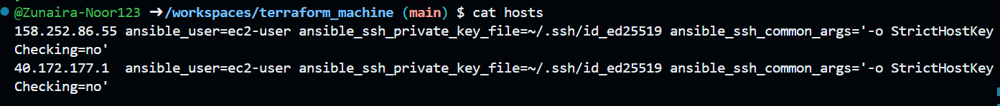 @Zunaira-Noor123 ➜/workspaces/terraform_machine (main) $ cat hosts
158.252.86.55 ansible_user=ec2-user ansible_ssh_private_key_file=~/.ssh/id_ed25519 ansible_ssh_common_args='-o StrictHostKey
Checking=no'
40.172.177.1  ansible_user=ec2-user ansible_ssh_private_key_file=~/.ssh/id_ed25519 ansible_ssh_common_args='-o StrictHostKey
Checking=no'